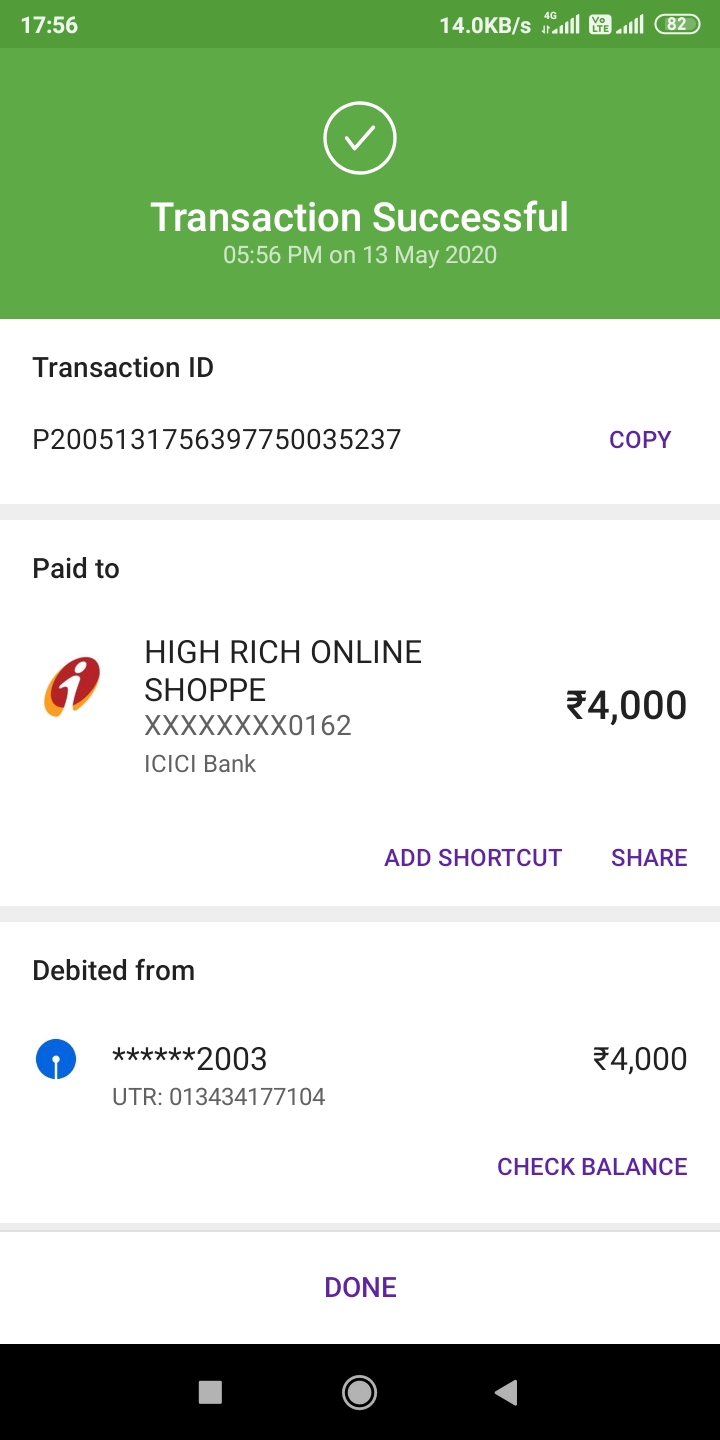 17:56 14.0KB/s 4G Vo LTE 82
Transaction Successful
05:56 PM on 13 May 2020
Transaction ID
P2005131756397750035237 COPY
Paid to
HIGH RICH ONLINE
SHOPPE
₹4,000
XXXXXXXX0162
ICICI Bank
ADD SHORTCUT SHARE
Debited from
******2003 ₹4,000
UTR: 013434177104
CHECK BALANCE
DONE